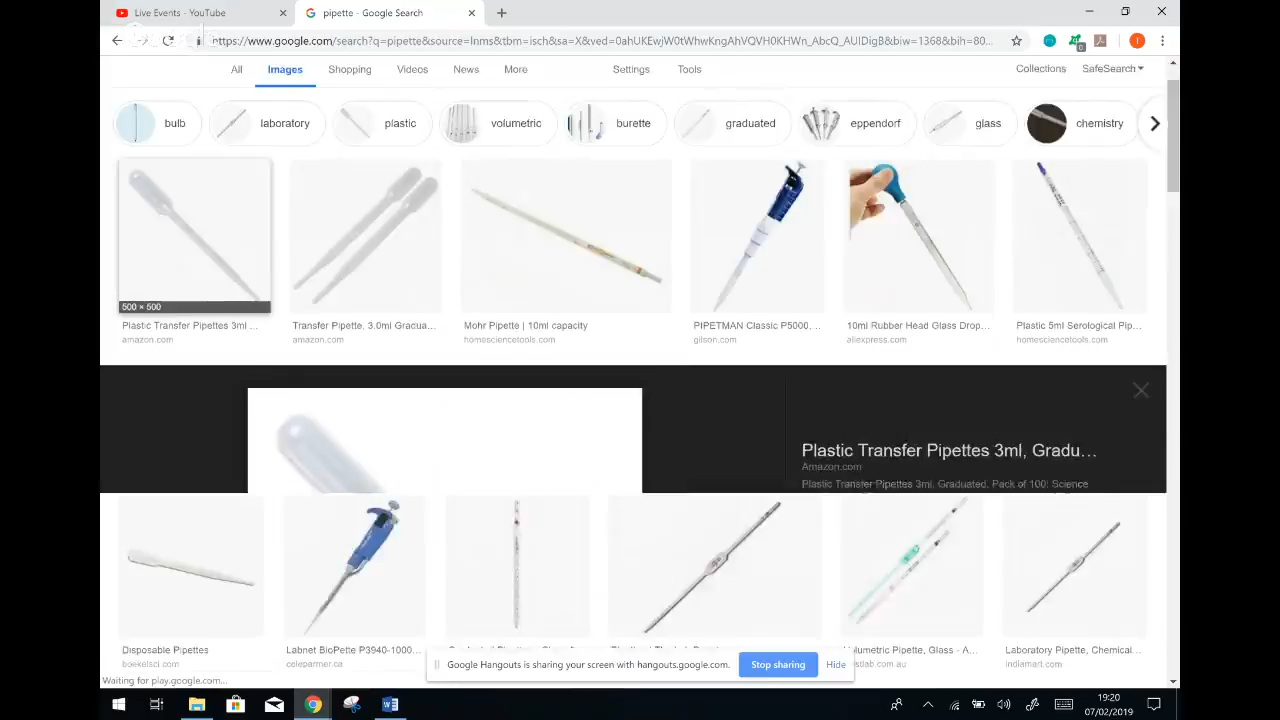 Live Events - YouTube
pipette - Google Search
https://www.google.com/search?q=pipette&source=lnms&tbm=isch&sa=X&ved=0ahUKEwjW0tWhwKngAhVQVH0KHWn_AbcQ_AUIDigB&biw=1368&bih=80...
All Images Shopping Videos News More Settings Tools Collections SafeSearch
bulb laboratory plastic volumetric burette graduated eppendorf glass chemistry
500 × 500
Plastic Transfer Pipettes 3ml ...
amazon.com
Transfer Pipette, 3.0ml Gradua...
amazon.com
Mohr Pipette | 10ml capacity
homesciencetools.com
PIPETMAN Classic P5000, ...
gilson.com
10ml Rubber Head Glass Drop...
aliexpress.com
Plastic 5ml Serological Pip...
homesciencetools.com
Plastic Transfer Pipettes 3ml, Gradu...
Amazon.com
Plastic Transfer Pipettes 3ml, Graduated, Pack of 100: Science
Disposable Pipettes
boekelsci.com
Labnet BioPette P3940-1000...
coleparmer.ca
Volumetric Pipette, Glass - A...
Laboratory Pipette, Chemical...
indiamart.com
Google Hangouts is sharing your screen with hangouts.google.com.
Stop sharing
Hide
Waiting for play.google.com...
19:20
07/02/2019